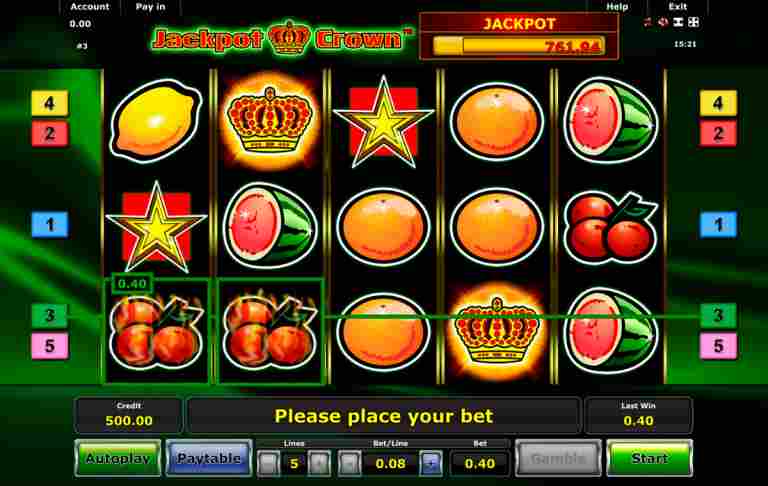 Account Pay in Help Exit
0.00
#3
Jackpot Crown™
JACKPOT
761.94
15:21
4 4
2 2
1 1
0.40
3 3
5 5
Credit
500.00
Please place your bet
Last Win
0.40
Autoplay
Paytable
Lines
- 5 +
Bet/Line
- 0.08 +
Bet
0.40
Gamble
Start